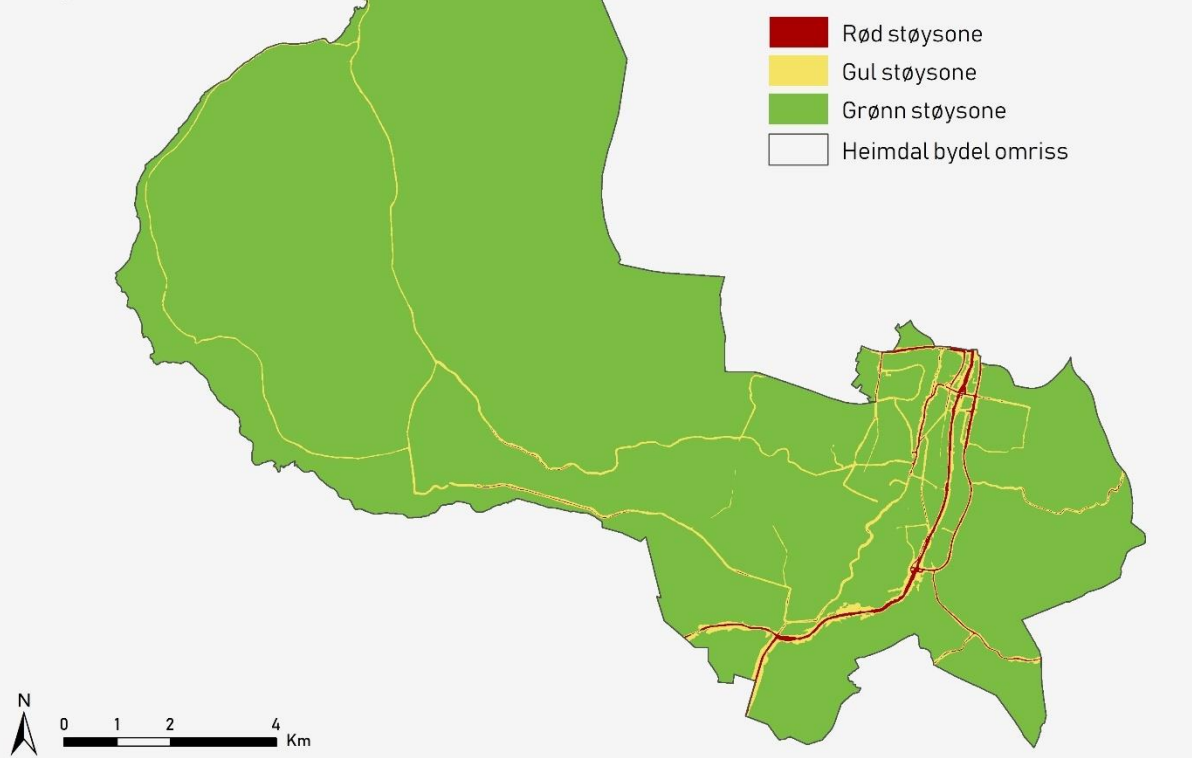 Rød støysone
Gul støysone
Grønn støysone
Heimdal bydel omriss
N
0 1 2 4
Km